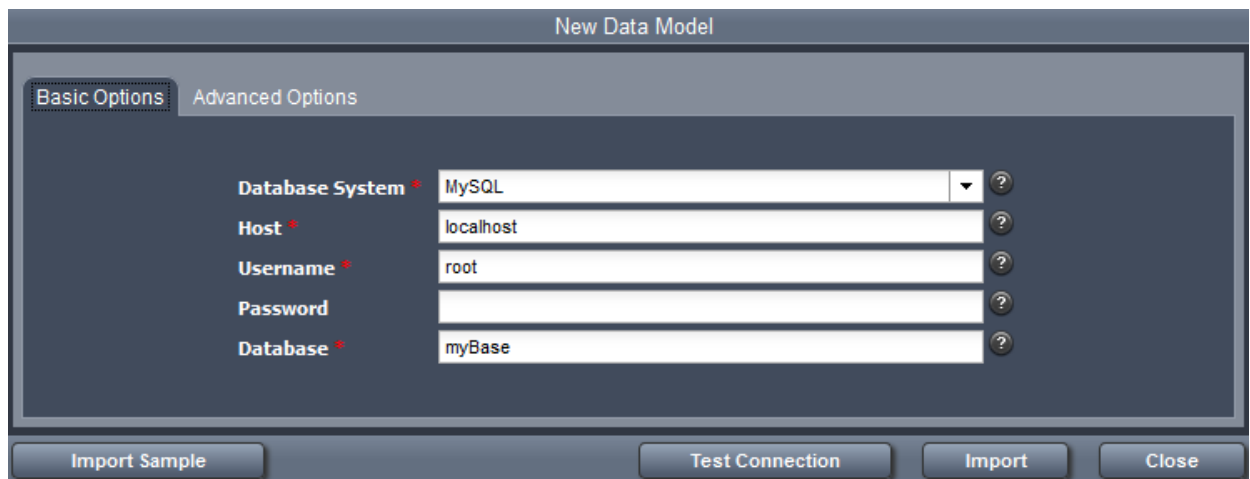 New Data Model
Basic Options Advanced Options
Database System * MySQL ?
Host * localhost ?
Username * root ?
Password ?
Database * myBase ?
Import Sample Test Connection Import Close